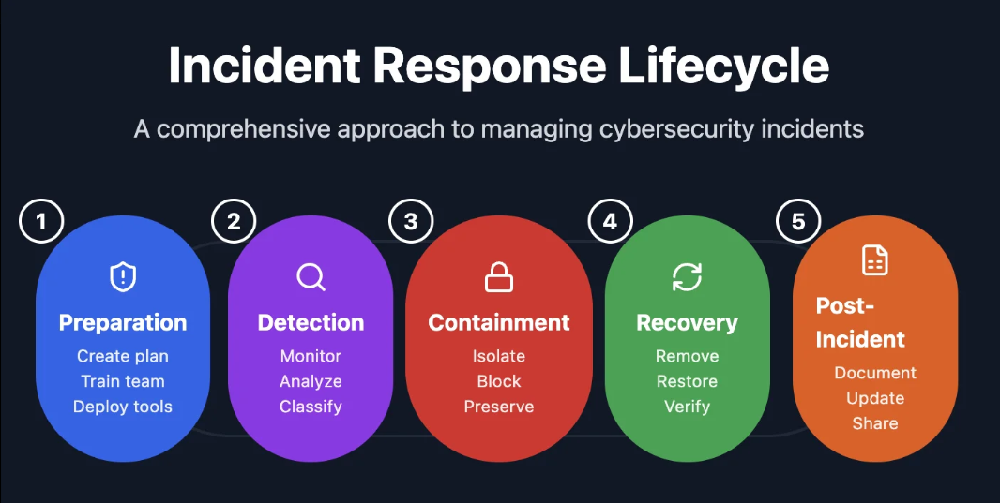 Incident Response Lifecycle
A comprehensive approach to managing cybersecurity incidents
1
Preparation
Create plan
Train team
Deploy tools
2
Detection
Monitor
Analyze
Classify
3
Containment
Isolate
Block
Preserve
4
Recovery
Remove
Restore
Verify
5
Post-
Incident
Document
Update
Share